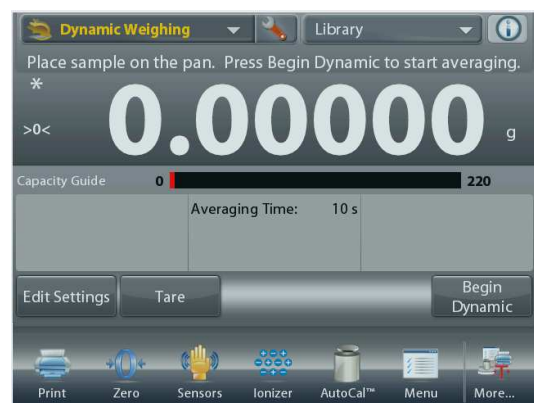 Dynamic Weighing
Library
Place sample on the pan. Press Begin Dynamic to start averaging.
*
>0<
0.00000 g
Capacity Guide 0 220
Averaging Time: 10 s
Edit Settings
Tare
Begin
Dynamic
Print Zero Sensors Ionizer AutoCal™ Menu More...